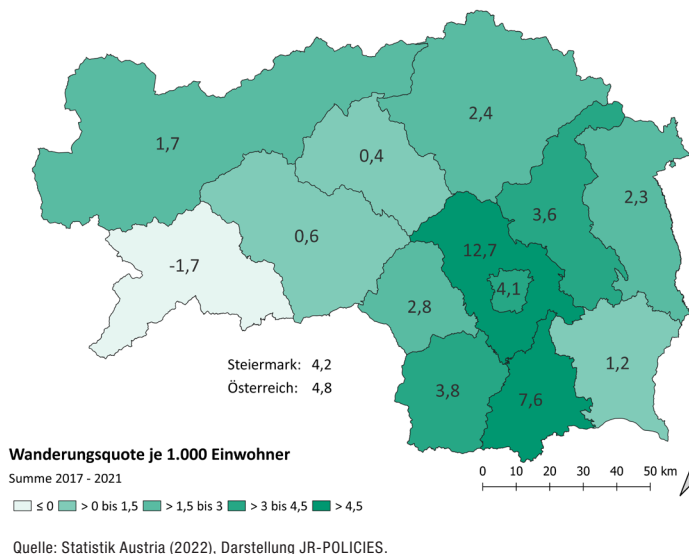 2,4
1,7
0,4
2,3
3,6
0,6
12,7
-1,7
4,1
2,8
Steiermark: 4,2
1,2
Österreich: 4,8
3,8
7,6
Wanderungsquote je 1.000 Einwohner
Summe 2017 - 2021
0 10 20 30 40 50 km
≤ 0 > 0 bis 1,5 > 1,5 bis 3 > 3 bis 4,5 > 4,5
Quelle: Statistik Austria (2022), Darstellung JR-POLICIES.